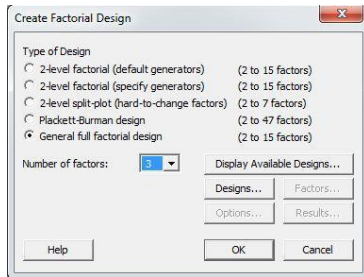 Create Factorial Design
Type of Design
2-level factorial (default generators) (2 to 15 factors)
2-level factorial (specify generators) (2 to 15 factors)
2-level split-plot (hard-to-change factors) (2 to 7 factors)
Plackett-Burman design (2 to 47 factors)
General full factorial design (2 to 15 factors)
Number of factors: 3 Display Available Designs...
Designs... Factors...
Options... Results...
Help OK Cancel